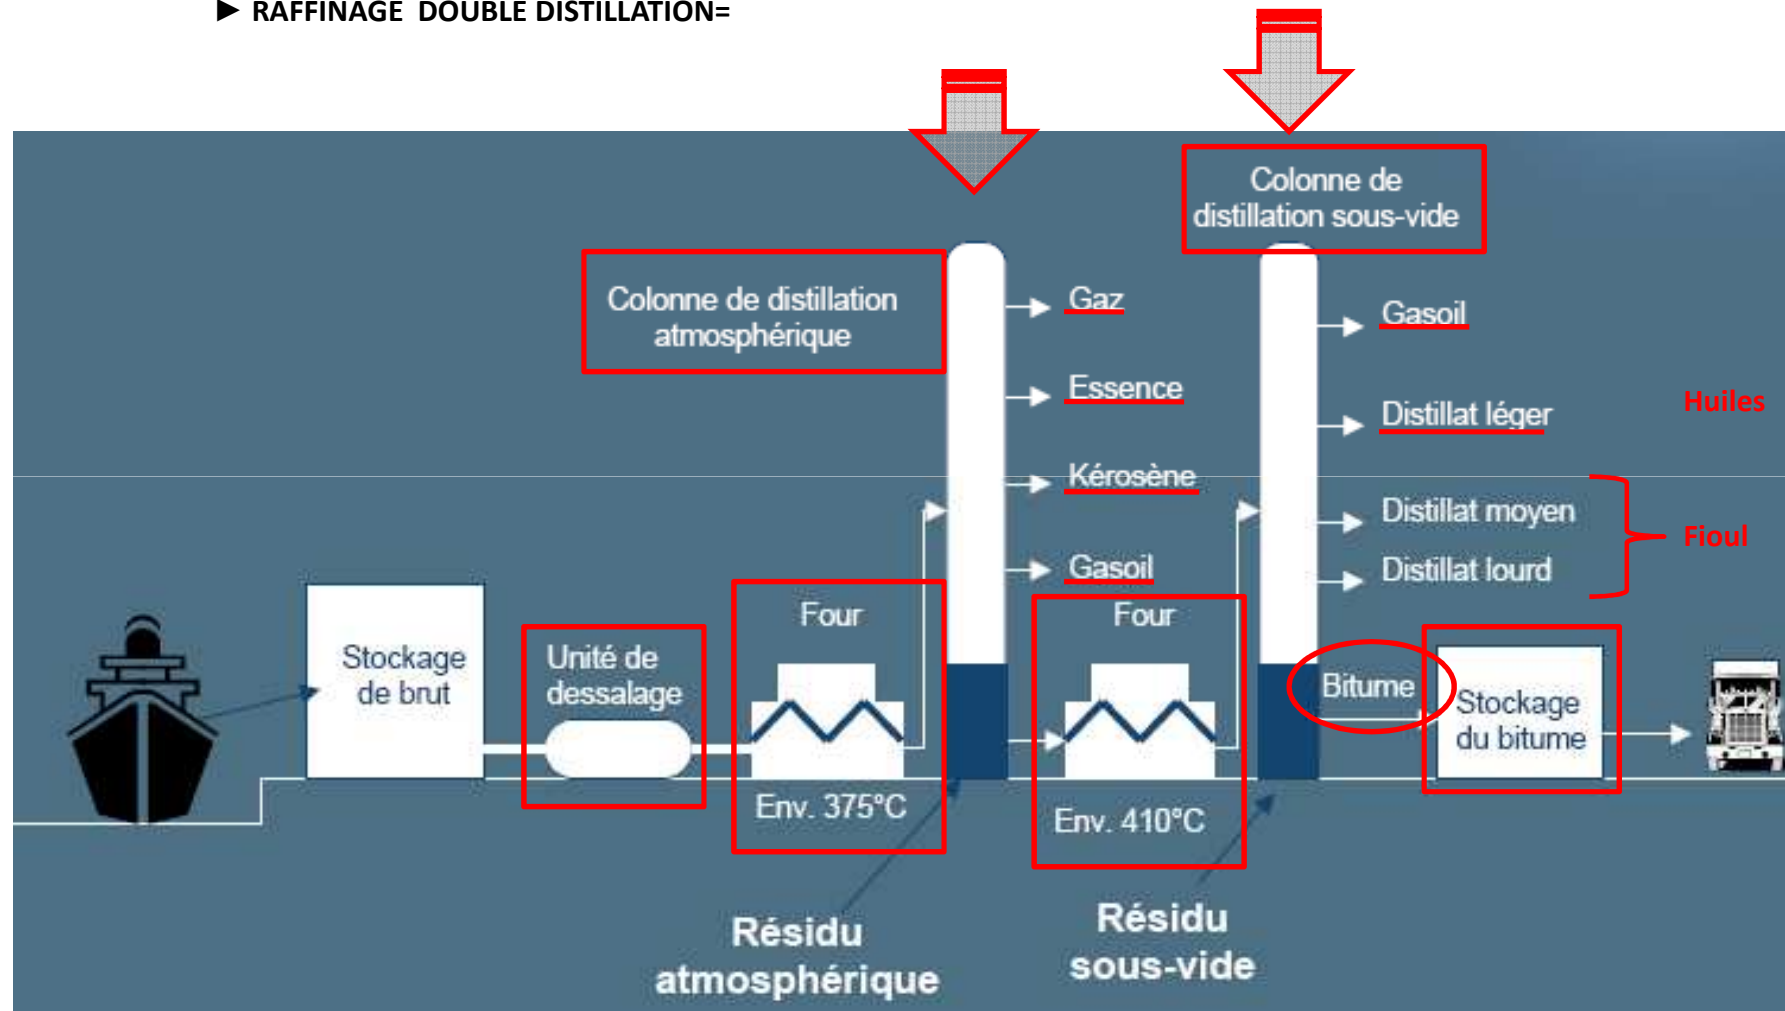 ► RAFFINAGE DOUBLE DISTILLATION=
Colonne de
distillation sous-vide
Colonne de distillation
atmosphérique
Gaz
Essence
Kérosène
Gasoil
Gasoil
Distillat léger
Huiles
Distillat moyen
Distillat lourd
Fioul
Stockage
de brut
Unité de
dessalage
Four
Env. 375°C
Four
Env. 410°C
Bitume
Stockage
du bitume
Résidu
atmosphérique
Résidu
sous-vide